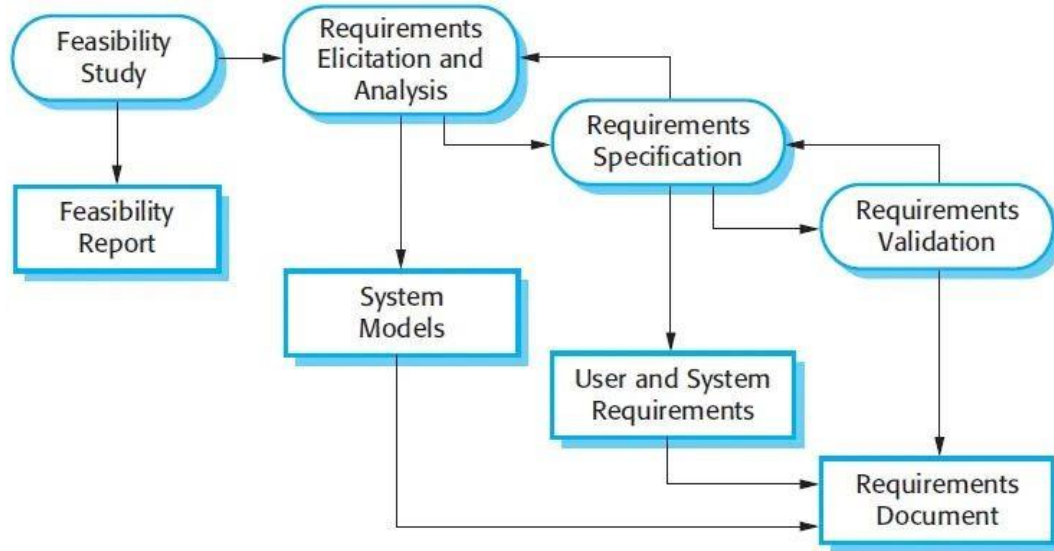 Feasibility
Study
Requirements
Elicitation and
Analysis
Requirements
Specification
Requirements
Validation
Feasibility
Report
System
Models
User and System
Requirements
Requirements
Document